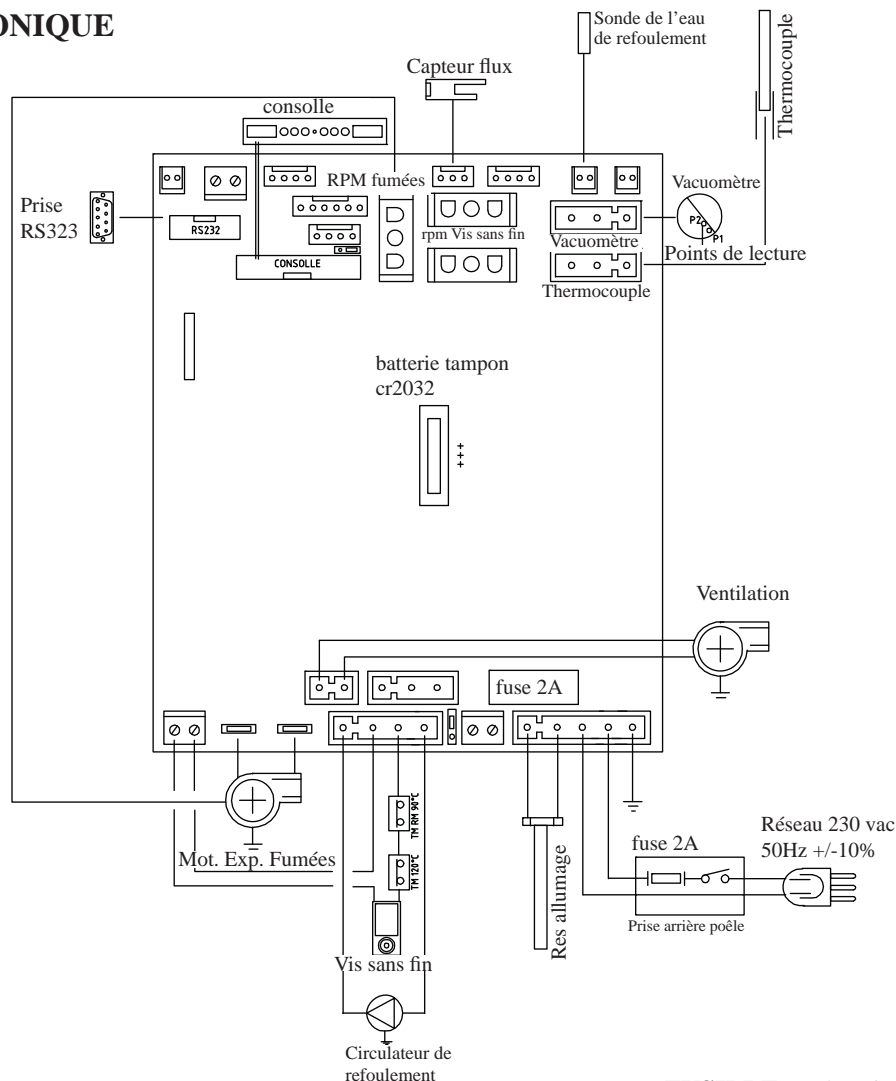 ONIQUE
Sonde de l'eau
de refoulement
Thermocouple
Capteur flux
consolle
RPM fumées
Vacuomètre
Prise
RS323
RS232
rpm Vis sans fin
Vacuomètre
P2
P1
Points de lecture
CONSOLLE
Thermocouple
batterie tampon
cr2032
+++
Ventilation
fuse 2A
TM RM 90°C
Réseau 230 vac
50Hz +/-10%
fuse 2A
Mot. Exp. Fumées
TM 120°C
Res allumage
Prise arrière poêle
Vis sans fin
Circulateur de
refoulement